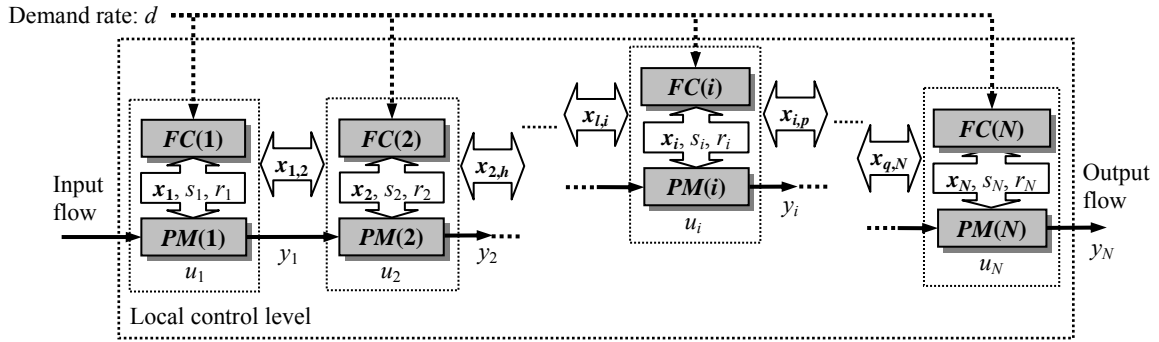 Demand rate: d
FC(1)
FC(2)
FC(i)
FC(N)
x1,2
x2,h
......
xl,i
xi,p
......
xq,N
x1, s1, r1
x2, s2, r2
xi, si, ri
xN, sN, rN
Input flow
PM(1)
y1
PM(2)
y2
PM(i)
yi
PM(N)
yN
Output flow
u1
u2
ui
uN
Local control level